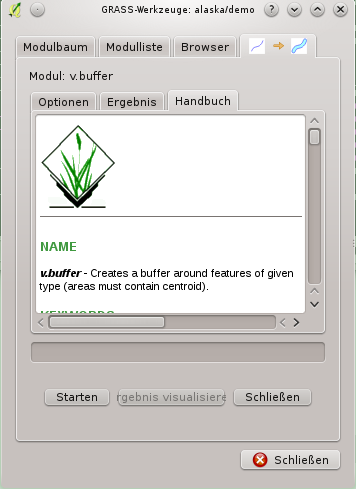 GRASS-Werkzeuge: alaska/demo
Modulbaum Modulliste Browser
Modul: v.buffer
Optionen Ergebnis Handbuch
NAME
v.buffer - Creates a buffer around features of given
type (areas must contain centroid).
KEYWORDS
Starten rgebnis visualisiere Schließen
Schließen